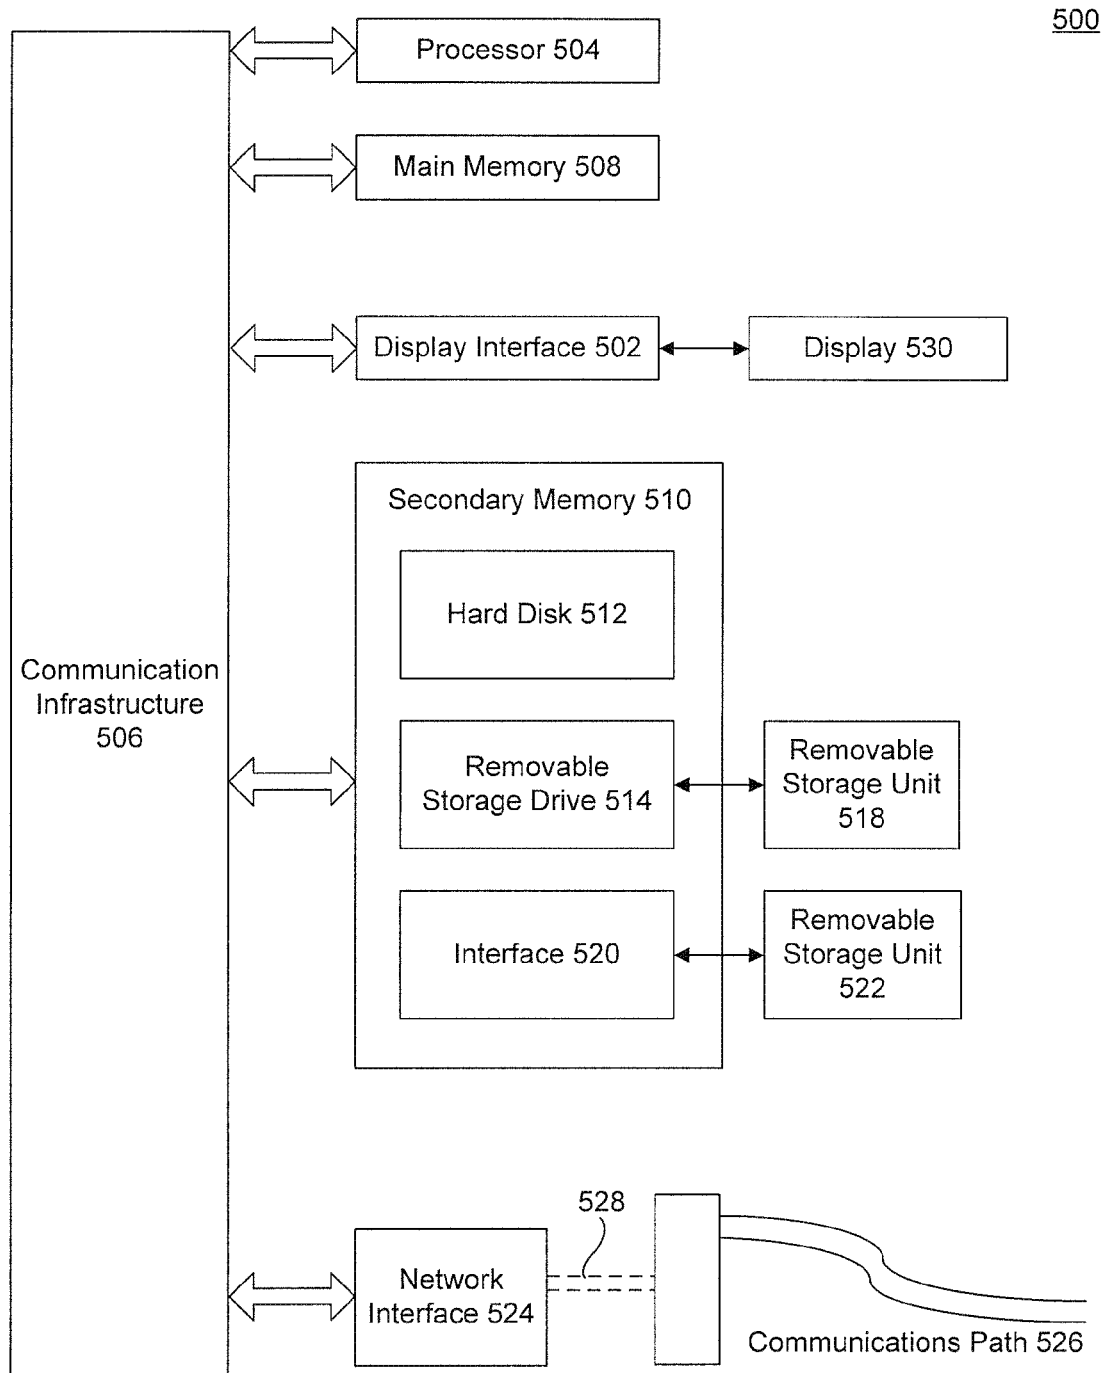 500
Processor 504
Main Memory 508
Display Interface 502
Display 530
Secondary Memory 510
Hard Disk 512
Communication
Infrastructure
506
Removable
Storage Drive 514
Removable
Storage Unit
518
Interface 520
Removable
Storage Unit
522
528
Network
Interface 524
Communications Path 526